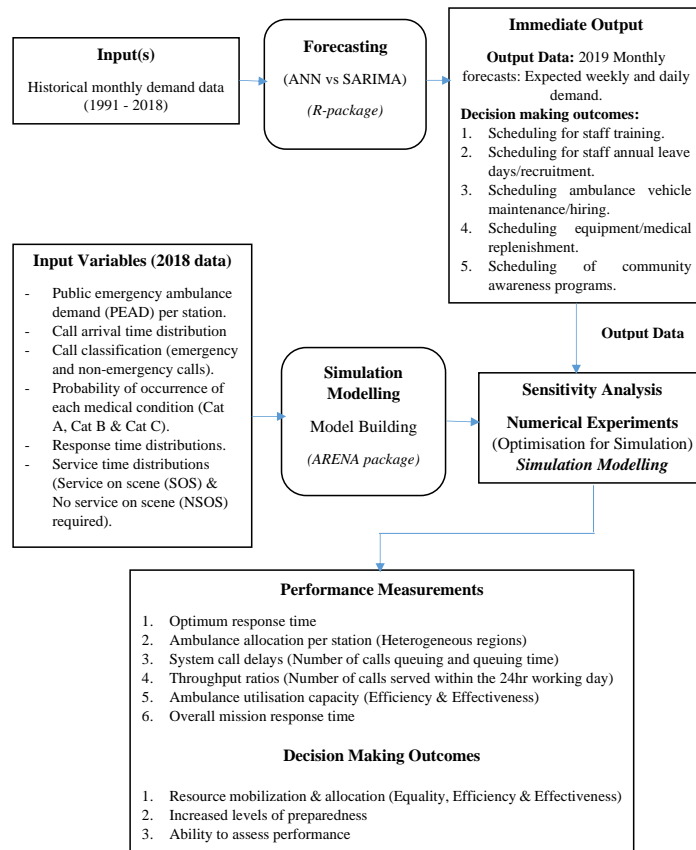 Input(s)
Historical monthly demand data
(1991 - 2018)
Forecasting
(ANN vs SARIMA)
(R-package)
Immediate Output
Output Data: 2019 Monthly
forecasts: Expected weekly and daily
demand.
Decision making outcomes:
1. Scheduling for staff training.
2. Scheduling for staff annual leave
days/recruitment.
3. Scheduling ambulance vehicle
maintenance/hiring.
4. Scheduling equipment/medical
replenishment.
5. Scheduling of community
awareness programs.
Output Data
Input Variables (2018 data)
- Public emergency ambulance
demand (PEAD) per station.
- Call arrival time distribution
- Call classification (emergency
and non-emergency calls).
- Probability of occurrence of
each medical condition (Cat
A, Cat B & Cat C).
- Response time distributions.
- Service time distributions
(Service on scene (SOS) &
No service on scene (NSOS)
required).
Simulation
Modelling
Model Building
(ARENA package)
Sensitivity Analysis
Numerical Experiments
(Optimisation for Simulation)
Simulation Modelling
Performance Measurements
1. Optimum response time
2. Ambulance allocation per station (Heterogeneous regions)
3. System call delays (Number of calls queuing and queuing time)
4. Throughput ratios (Number of calls served within the 24hr working day)
5. Ambulance utilisation capacity (Efficiency & Effectiveness)
6. Overall mission response time
Decision Making Outcomes
1. Resource mobilization & allocation (Equality, Efficiency & Effectiveness)
2. Increased levels of preparedness
3. Ability to assess performance